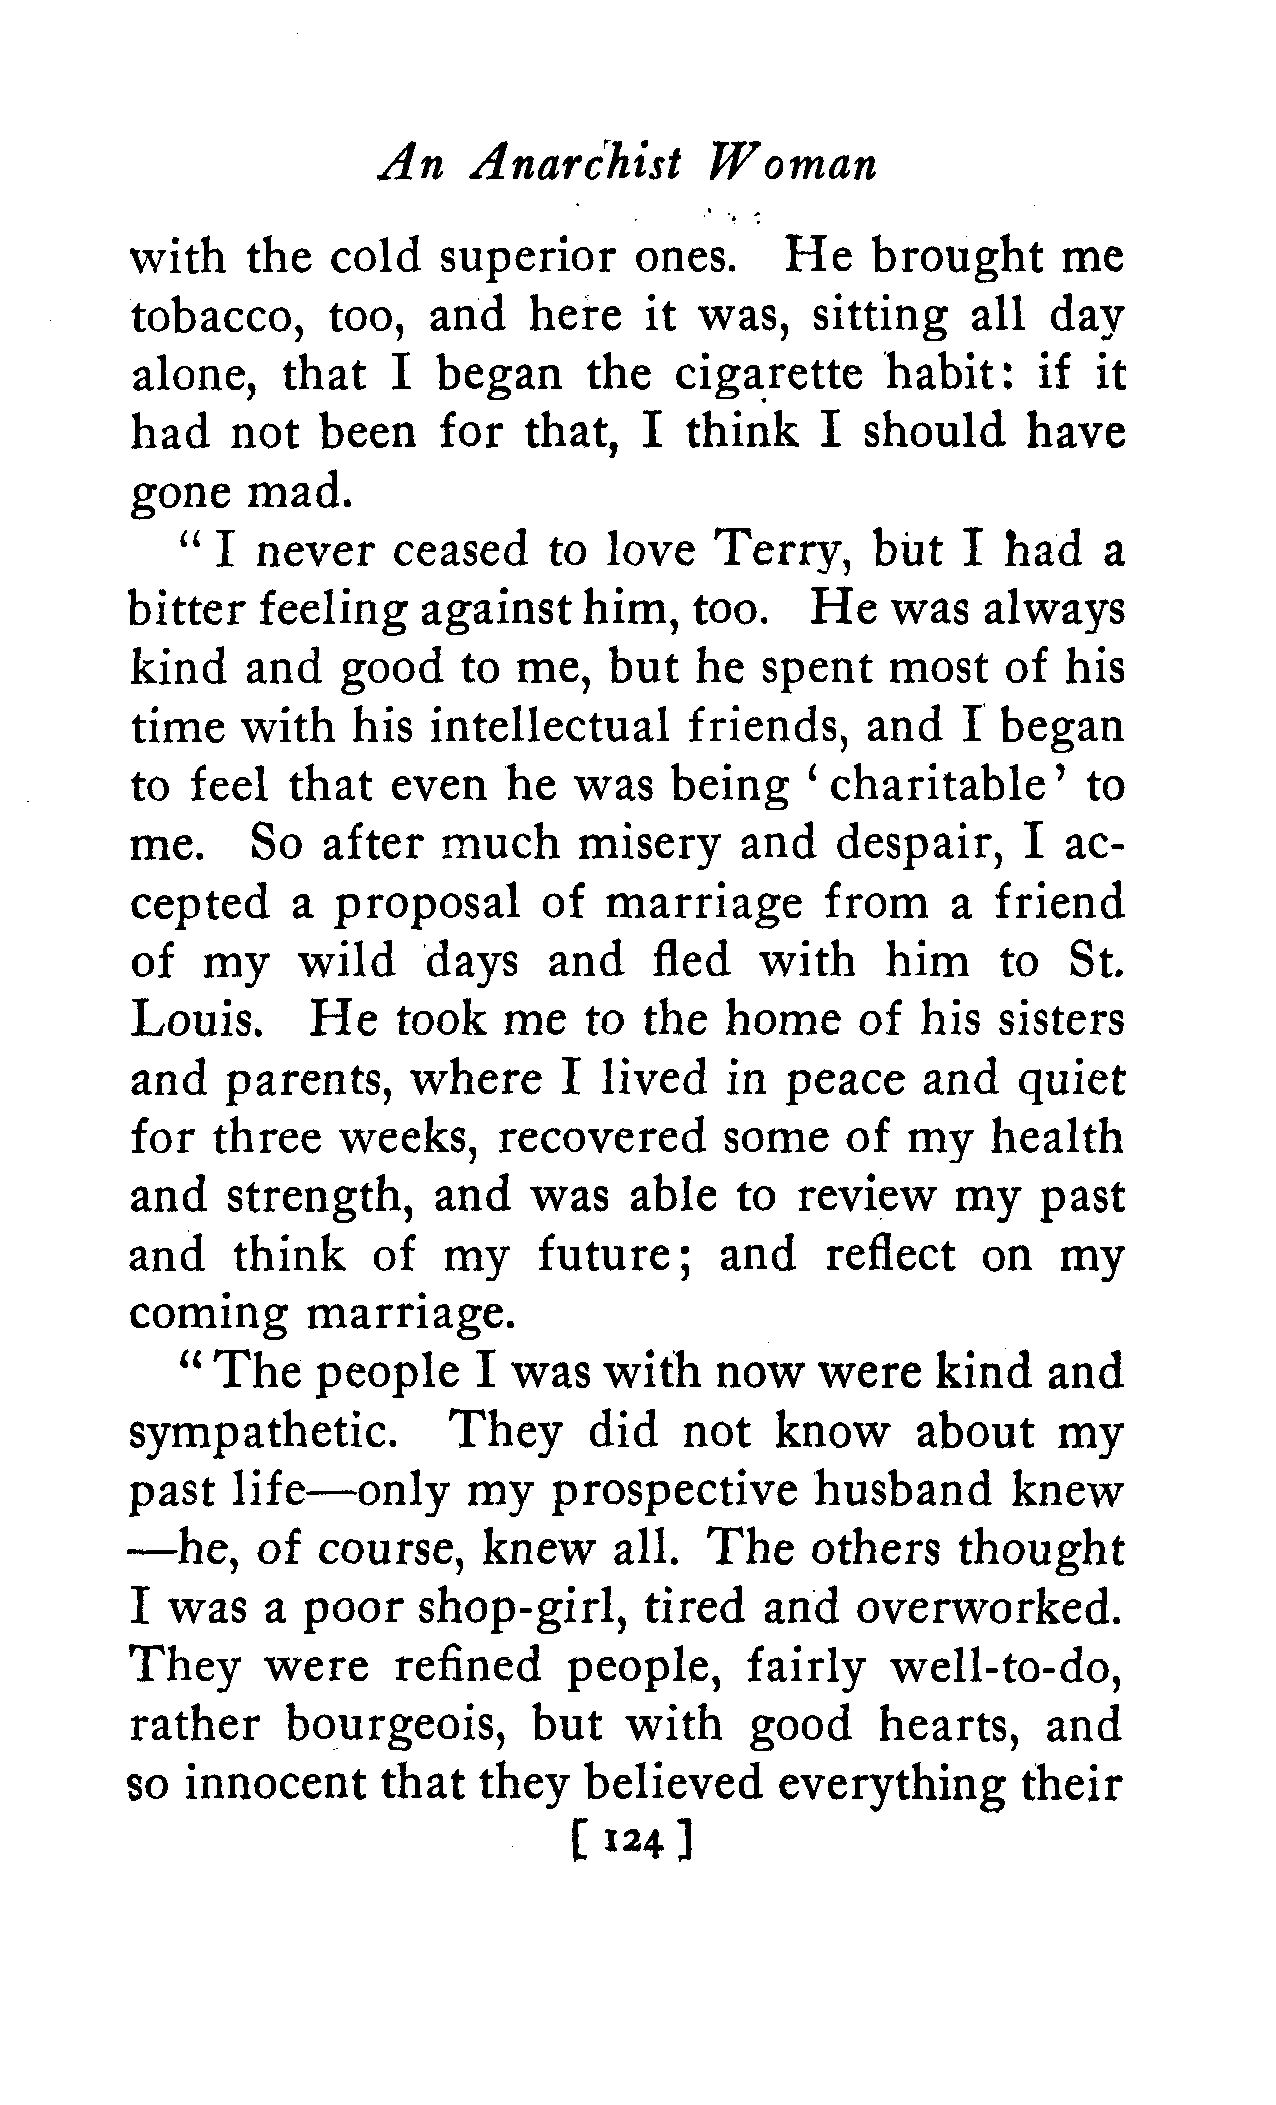 An Anarchist Woman
with the cold superior ones. He brought me
tobacco, too, and here it was, sitting all day
alone, that I began the cigarette habit: if it
had not been for that, I think I should have
gone mad.
" I never ceased to love Terry, but I had a
bitter feeling against him, too. He was always
kind and good to me, but he spent most of his
time with his intellectual friends, and I began
to feel that even he was being ‘ charitable ’ to
me. So after much misery and despair, I ac-
cepted a proposal of marriage from a friend
of my wild days and fled with him to St.
Louis. He took me to the home of his sisters
and parents, where I lived in peace and quiet
for three weeks, recovered some of my health
and strength, and was able to review my past
and think of my future; and reflect on my
coming marriage.
" The people I was with now were kind and
sympathetic. They did not know about my
past life—only my prospective husband knew
—he, of course, knew all. The others thought
I was a poor shop-girl, tired and overworked.
They were refined people, fairly well-to-do,
rather bourgeois, but with good hearts, and
so innocent that they believed everything their
[ 124 ]